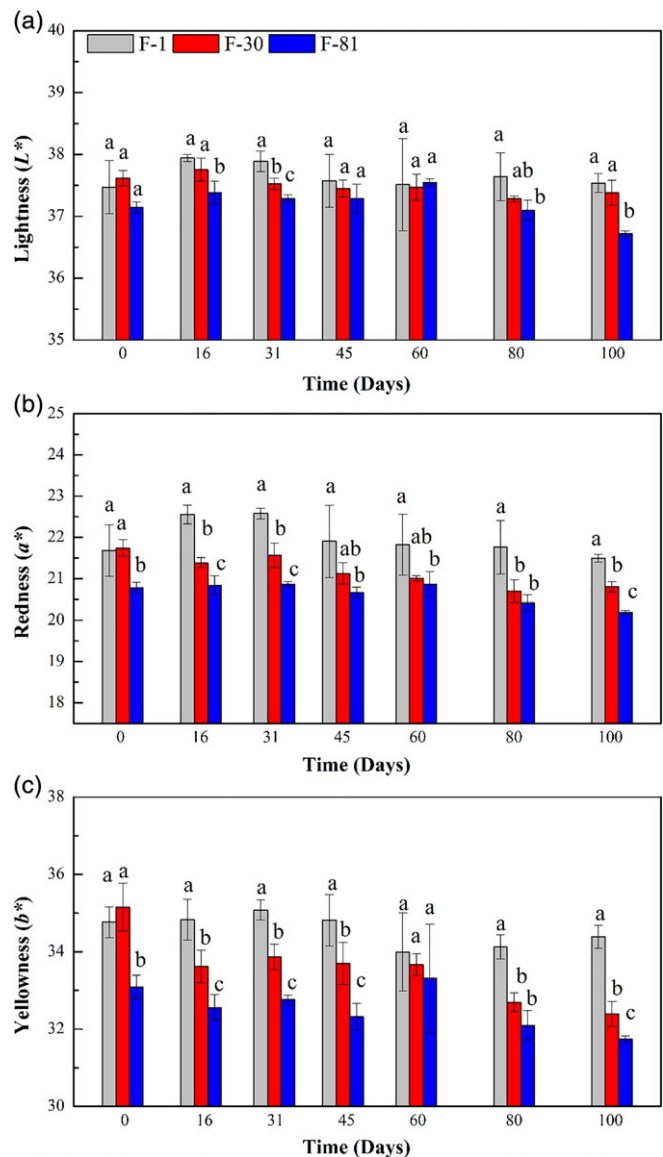 (a)
F-1 F-30 F-81
40
39
38
37
36
35
Lightness (L*)
a a a
a a b
a b c
a a a
a a a
a ab b
a a b
0 16 31 45 60 80 100
Time (Days)
(b)
25
24
23
22
21
20
19
18
Redness (a*)
a a b
a b c
a b c
a ab b
a ab b
a b b
a b c
0 16 31 45 60 80 100
Time (Days)
(c)
38
36
34
32
30
Yellowness (b*)
a a b
a b c
a b c
a b c
a a a
a b b
a b c
0 16 31 45 60 80 100
Time (Days)